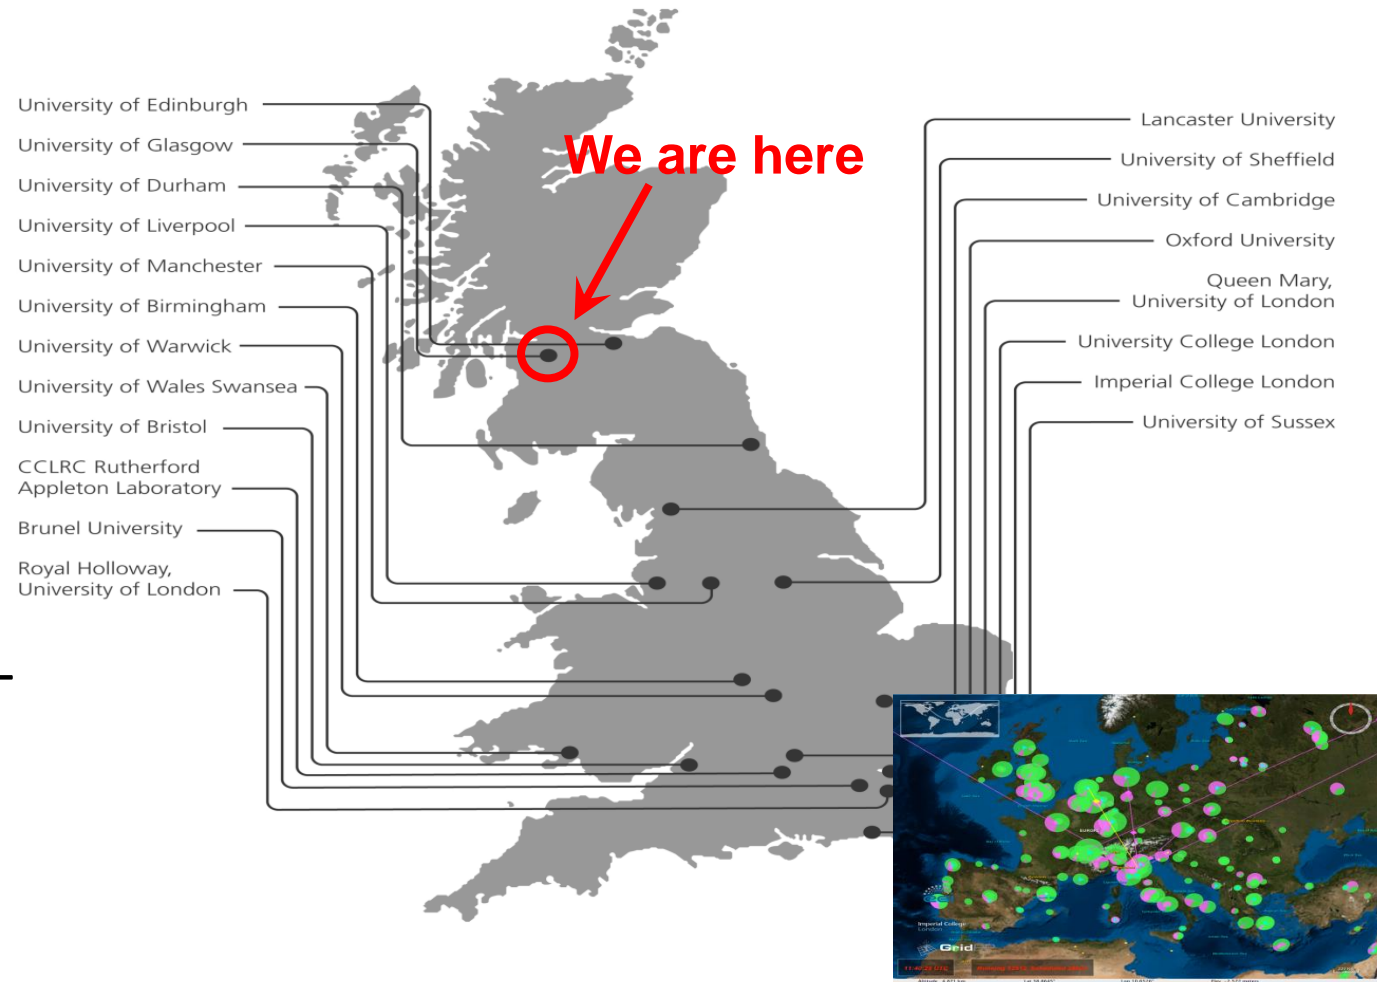 We are here
University of Edinburgh
University of Glasgow
University of Durham
University of Liverpool
University of Manchester
University of Birmingham
University of Warwick
University of Wales Swansea
University of Bristol
CCLRC Rutherford
Appleton Laboratory
Brunel University
Royal Holloway,
University of London
Lancaster University
University of Sheffield
University of Cambridge
Oxford University
Queen Mary,
University of London
University College London
Imperial College London
University of Sussex
Imperial College
London
Grid